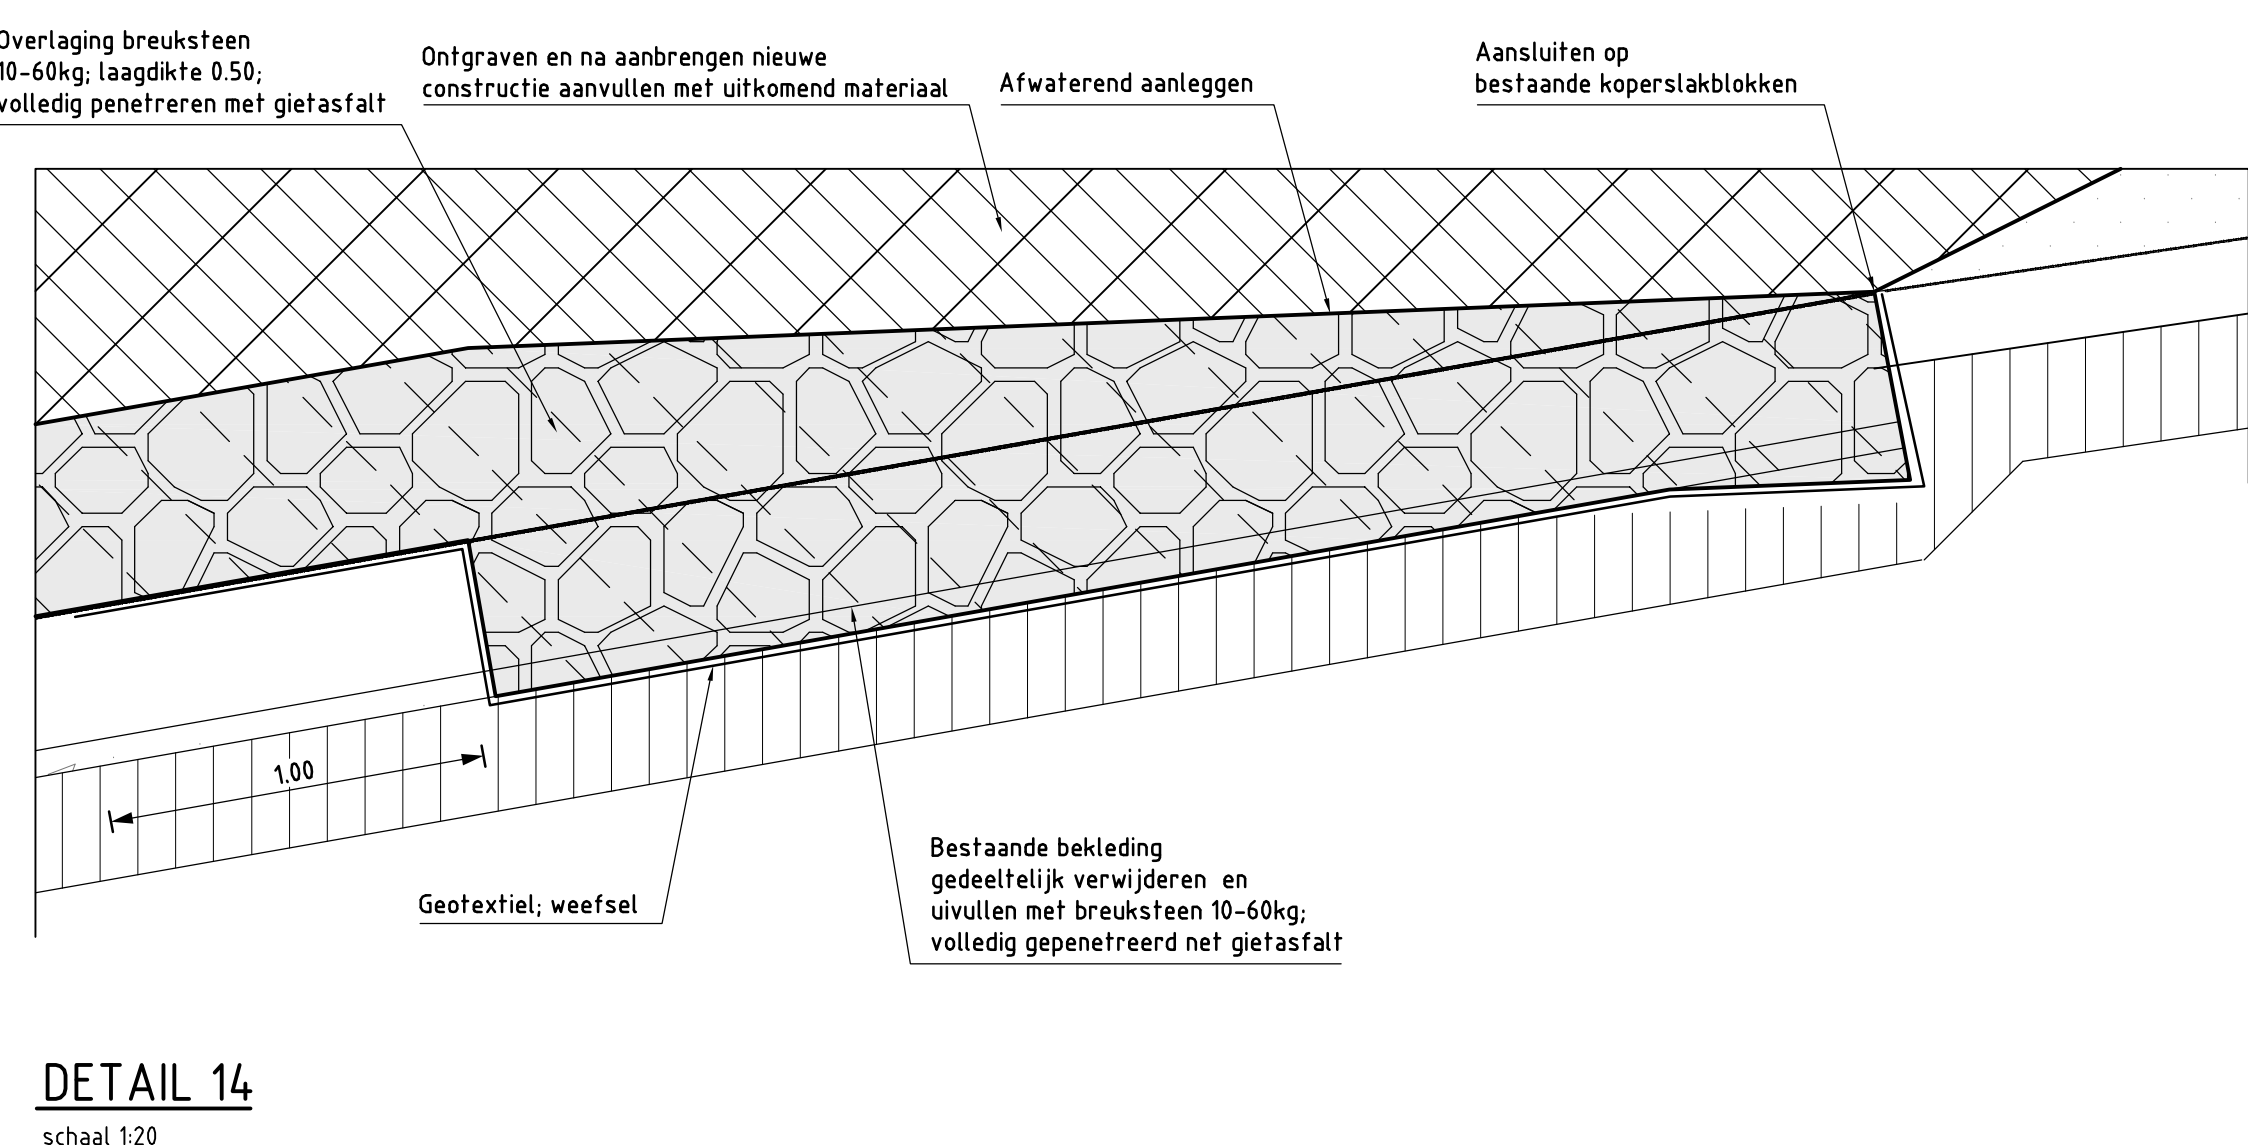 Overlaging breuksteen
10-60kg; laagdikte 0.50;
volledig penetreren met gietasfalt
Ontgraven en na aanbrengen nieuwe
constructie aanvullen met uitkomend materiaal
Afwaterend aanleggen
Aansluiten op
bestaande koperslakblokken
1.00
Geotextiel; weefsel
Bestaande bekleding
gedeeltelijk verwijderen en
uivullen met breuksteen 10-60kg;
volledig gepenetreerd net gietasfalt
DETAIL 14
schaal 1:20